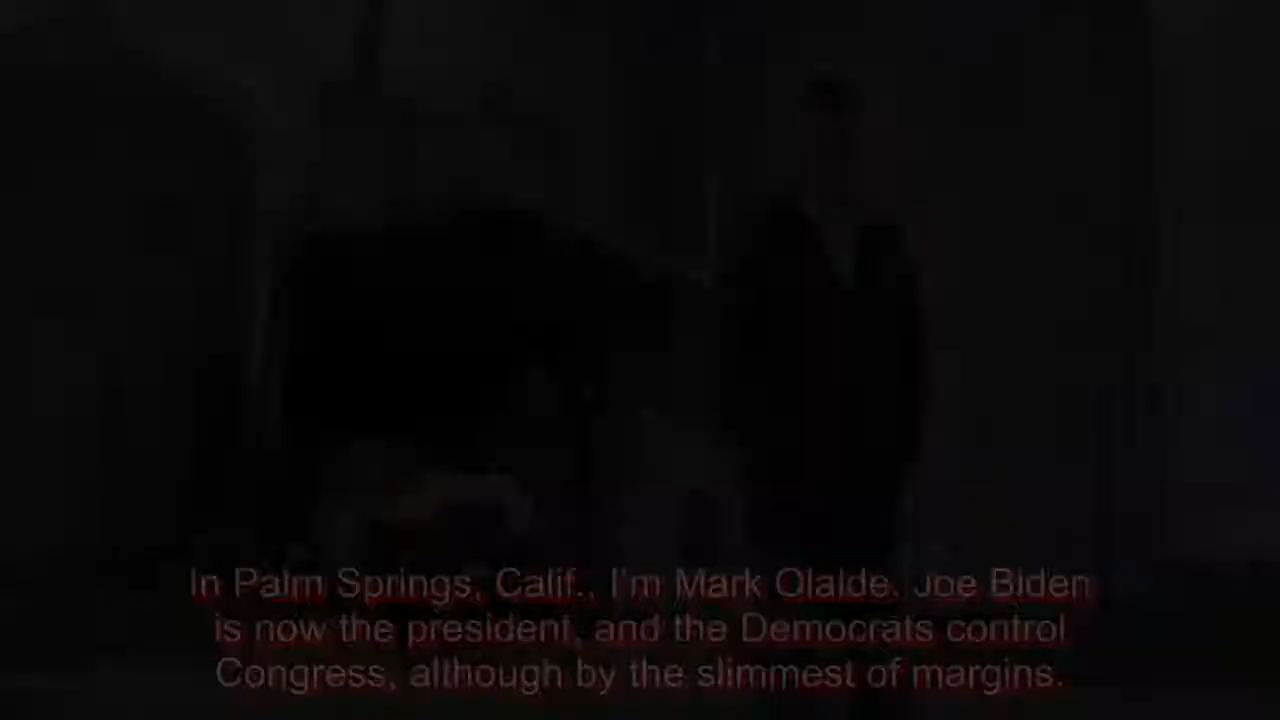 In Palm Springs, Calif., I'm Mark Olalde. Joe Biden
is now the president, and the Democrats control
Congress, although by the slimmest of margins.